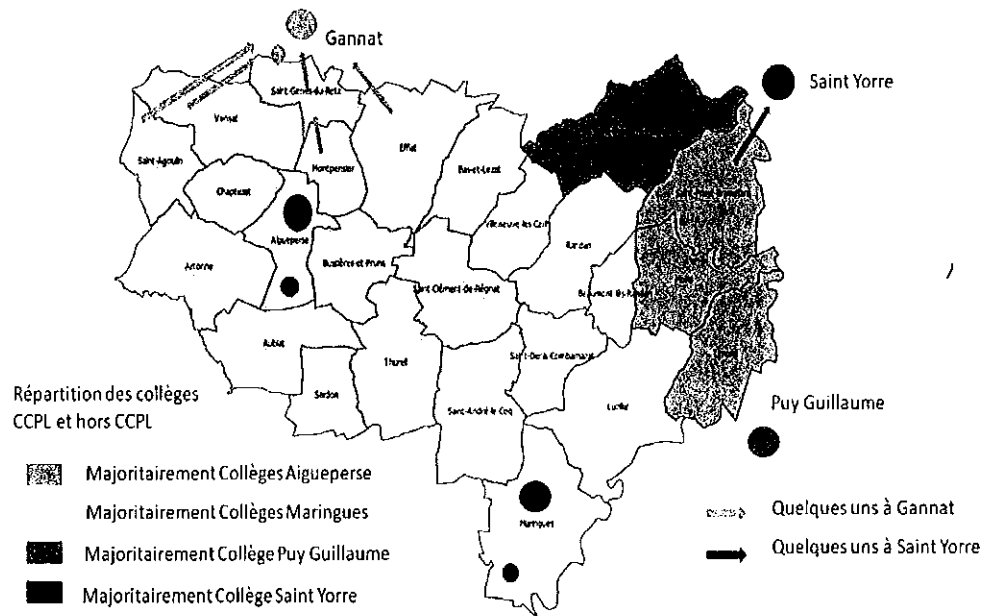 Gannat
Saint Yorre
Saint-Genès-du-Retz
Vensat
Effiat
Saint-Agoulin
Montpensier
Bas-et-Lezat
Chaptuzat
Villeneuve-les-Cerfs
Aigueperse
Randan
Artonne
Bussières-et-Pruns
Saint-Clément-de-Régnat
Beaumont-lès-Randan
Aubiat
Thuret
Saint-Denis-Combarnazat
Sardon
Saint-André-le-Coq
Luzillat
Répartition des collèges
CCPL et hors CCPL
Puy Guillaume
Majoritairement Collèges Aigueperse
Majoritairement Collèges Maringues
Maringues
Quelques uns à Gannat
Majoritairement Collège Puy Guillaume
Quelques uns à Saint Yorre
Majoritairement Collège Saint Yorre